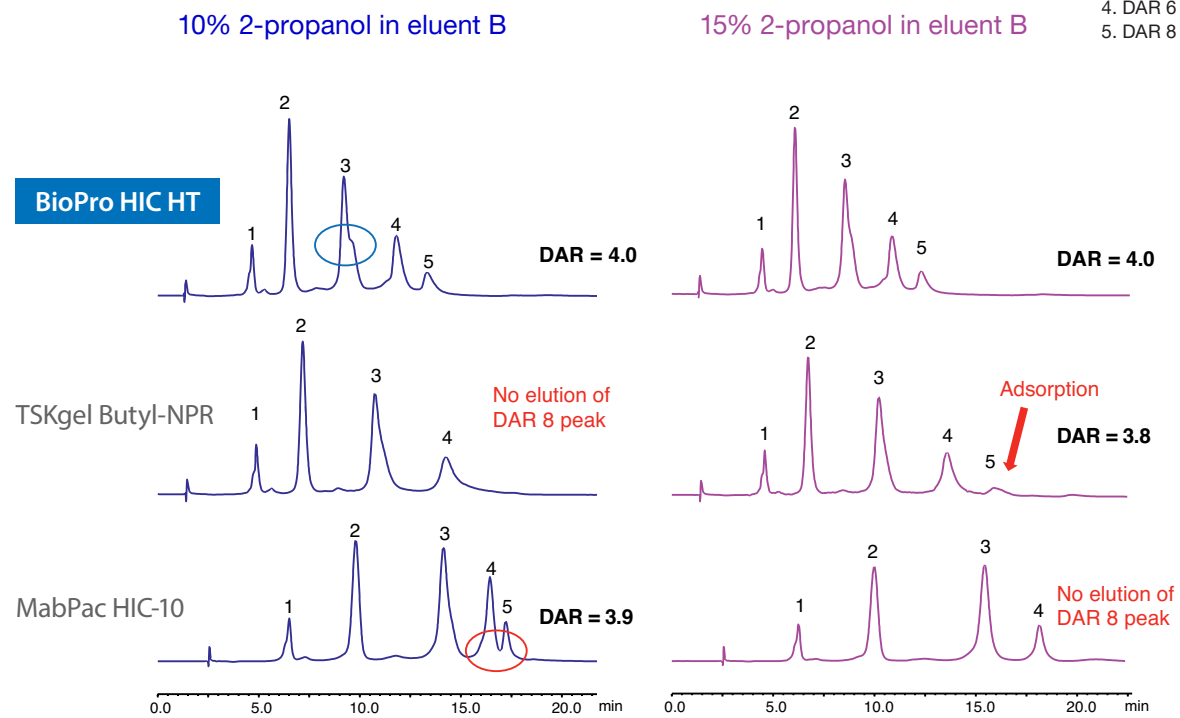 10% 2-propanol in eluent B
15% 2-propanol in eluent B
4. DAR 6
5. DAR 8
BioPro HIC HT
1
2
3
4
5
DAR = 4.0
1
2
3
4
5
DAR = 4.0
TSKgel Butyl-NPR
1
2
3
4
No elution of
DAR 8 peak
1
2
3
4
5
Adsorption
DAR = 3.8
MabPac HIC-10
1
2
3
4
5
DAR = 3.9
1
2
3
4
No elution of
DAR 8 peak
0.0 5.0 10.0 15.0 20.0 min
0.0 5.0 10.0 15.0 20.0 min